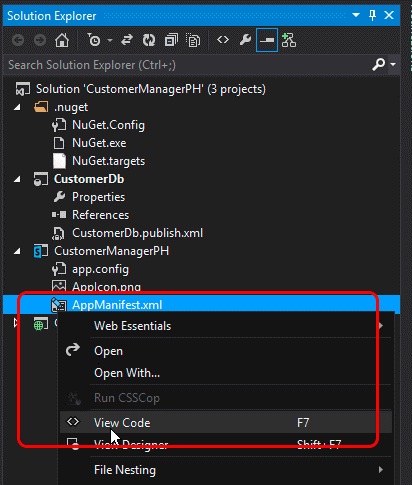 Solution Explorer
Search Solution Explorer (Ctrl+;)
Solution 'CustomerManagerPH' (3 projects)
.nuget
NuGet.Config
NuGet.exe
NuGet.targets
CustomerDb
Properties
References
CustomerDb.publish.xml
CustomerManagerPH
app.config
AppIcon.png
AppManifest.xml
Web Essentials
Open
Open With...
Run CSSCop
View Code F7
View Designer Shift+F7
File Nesting